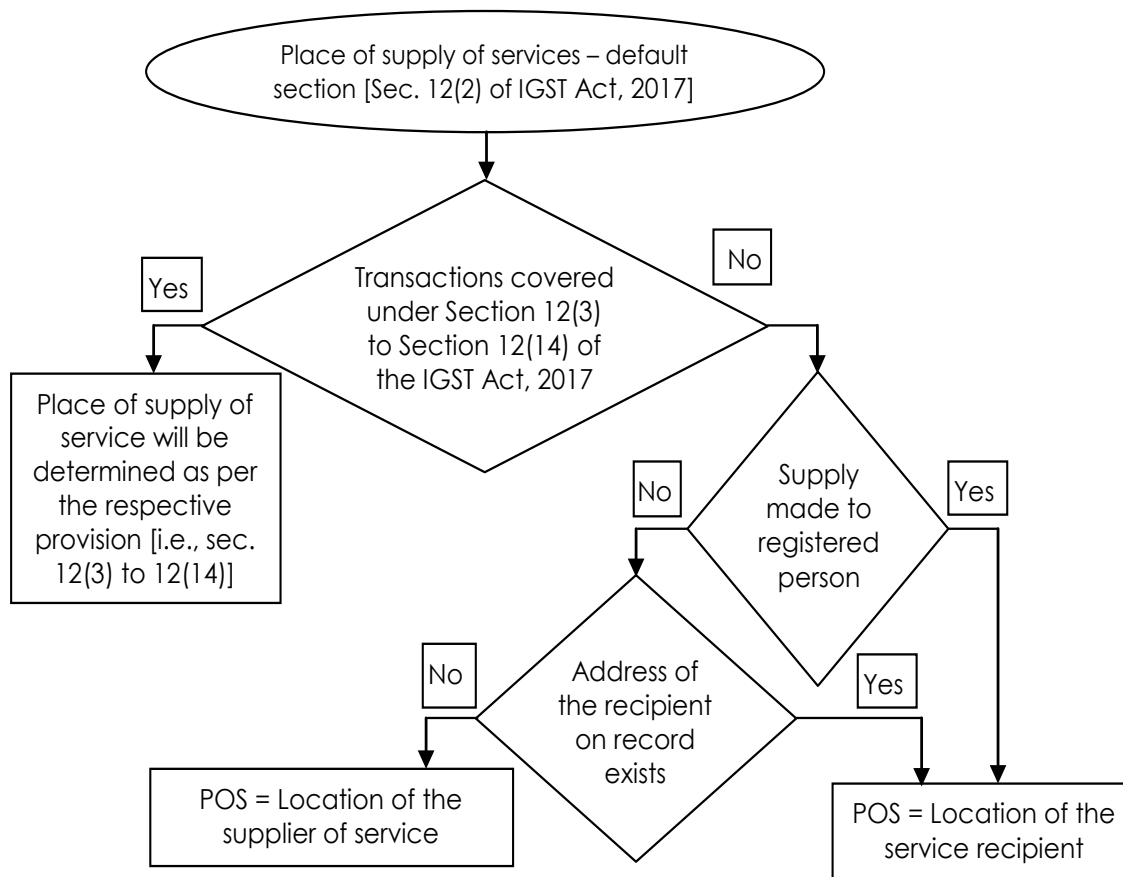 Place of supply of services – default
section [Sec. 12(2) of IGST Act, 2017]
Yes
No
Transactions covered
under Section 12(3)
to Section 12(14) of
the IGST Act, 2017
Place of supply of
service will be
determined as per
the respective
provision [i.e., sec.
12(3) to 12(14)]
No
Supply
made to
registered
person
Yes
No
Address of
the recipient
on record
exists
Yes
POS = Location of the
supplier of service
POS = Location of the
service recipient